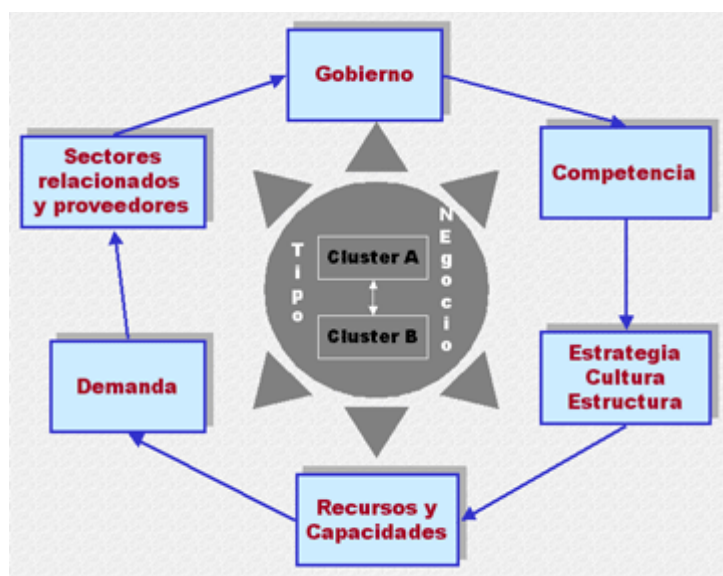 Gobierno
Competencia
Estrategia
Cultura
Estructura
Recursos y
Capacidades
Demanda
Sectores
relacionados
y proveedores
Tipo
NEgocio
Cluster A
Cluster B